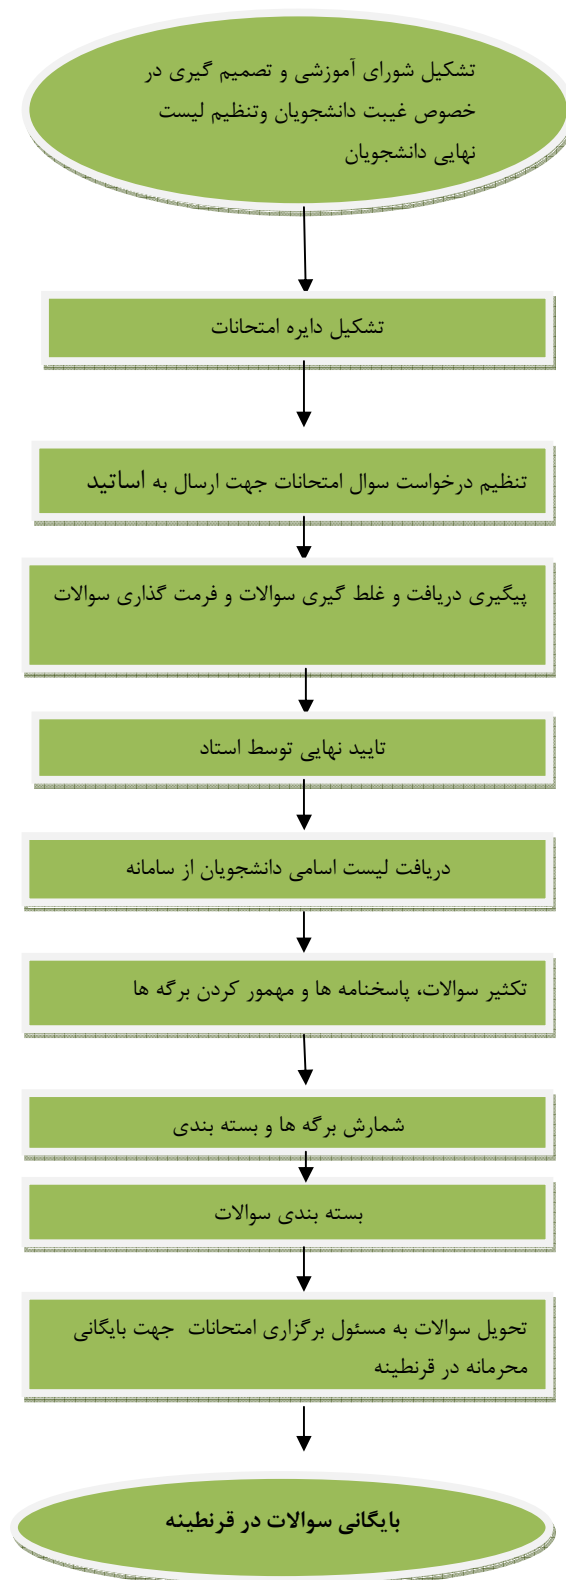 تشکیل شورای آموزشی و تصمیم گیری در
خصوص غیبت دانشجویان وتنظیم لیست
نهایی دانشجویان
تشکیل دایره امتحانات
تنظیم درخواست سوال امتحانات جهت ارسال به اساتید
پیگیری دریافت و غلط گیری سوالات و فرمت گذاری سوالات
تایید نهایی توسط استاد
دریافت لیست اسامی دانشجویان از سامانه
تکثیر سوالات، پاسخنامه ها و مهمور کردن برگه ها
شمارش برگه ها و بسته بندی
بسته بندی سوالات
تحویل سوالات به مسئول برگزاری امتحانات جهت بایگانی
محرمانه در قرنطینه
بایگانی سوالات در قرنطینه